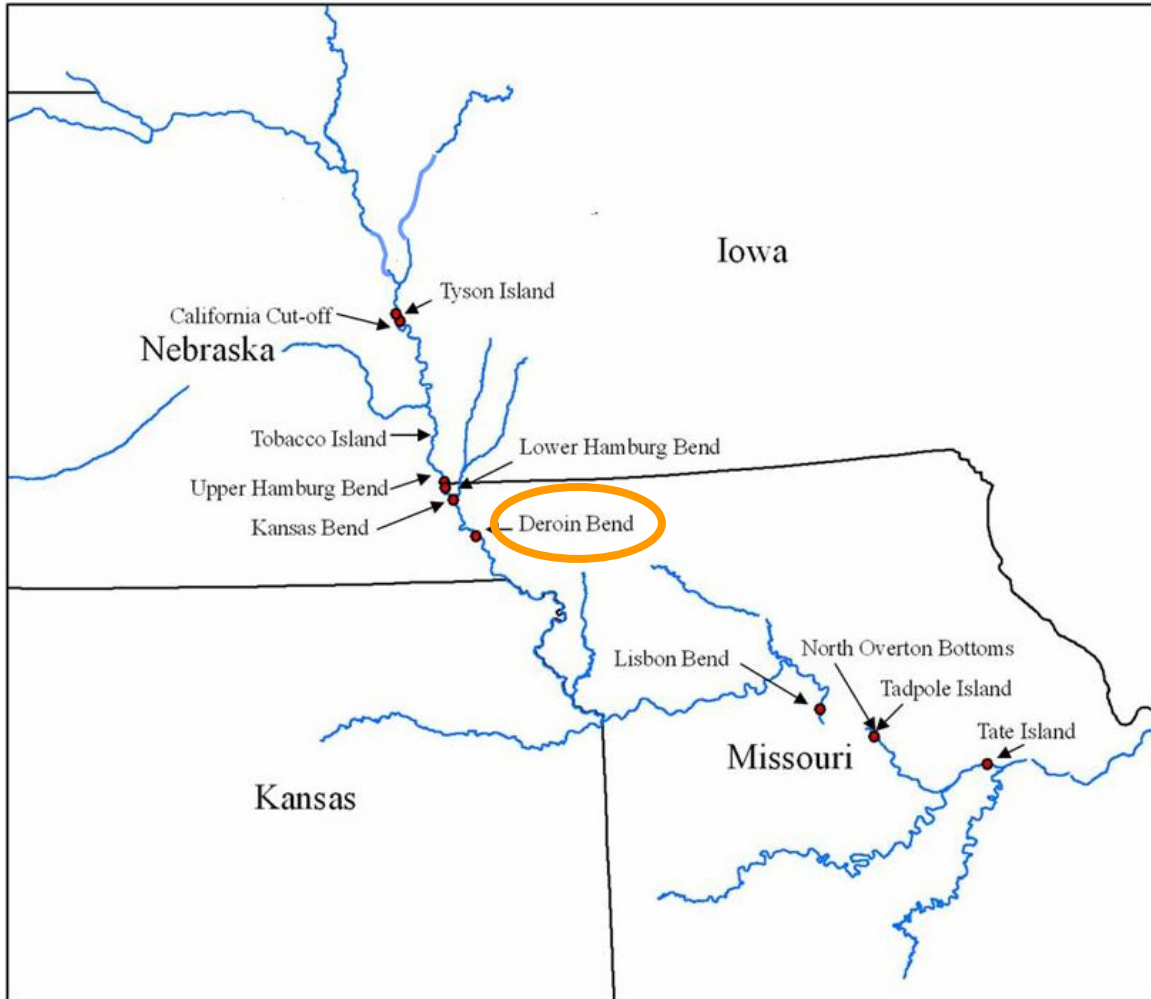 Iowa
Tyson Island
California Cut-off
Nebraska
Tobacco Island
Lower Hamburg Bend
Upper Hamburg Bend
Kansas Bend
Deroin Bend
North Overton Bottoms
Lisbon Bend
Tadpole Island
Tate Island
Missouri
Kansas